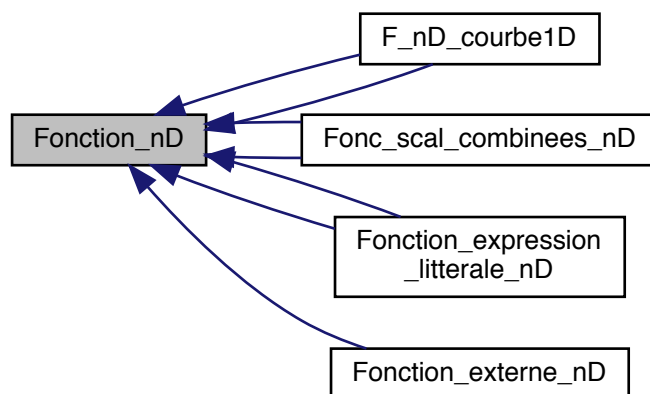 F_nD_courbe1D
Fonction_nD
Fonc_scal_combinees_nD
Fonction_expression
_litterale_nD
Fonction_externe_nD